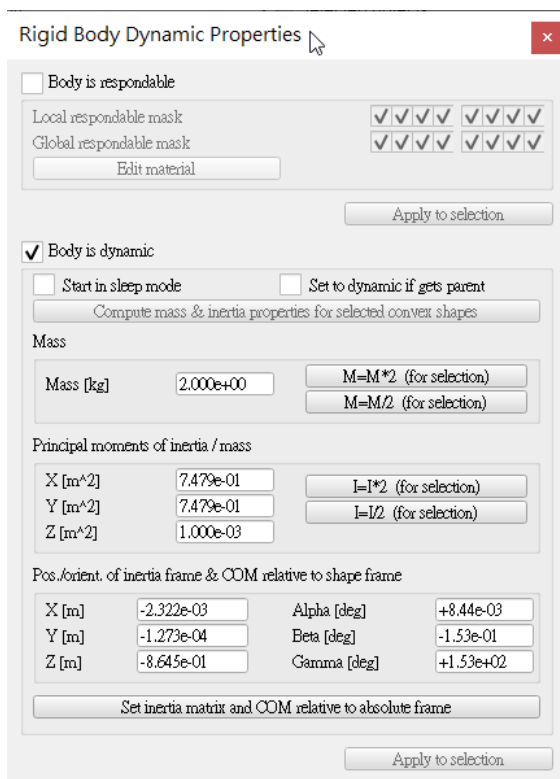 Rigid Body Dynamic Properties
Body is respondable
Local respondable mask
Global respondable mask
Edit material
Apply to selection
Body is dynamic
Start in sleep mode Set to dynamic if gets parent
Compute mass & inertia properties for selected convex shapes
Mass
Mass [kg] 2.000e+00 M=M*2 (for selection)
M=M/2 (for selection)
Principal moments of inertia / mass
X [m^2] 7.479e-01 I=I*2 (for selection)
Y [m^2] 7.479e-01 I=I/2 (for selection)
Z [m^2] 1.000e-03
Pos./orient. of inertia frame & COM relative to shape frame
X [m] -2.322e-03 Alpha [deg] +8.44e-03
Y [m] -1.273e-04 Beta [deg] -1.53e-01
Z [m] -8.645e-01 Gamma [deg] +1.53e+02
Set inertia matrix and COM relative to absolute frame
Apply to selection